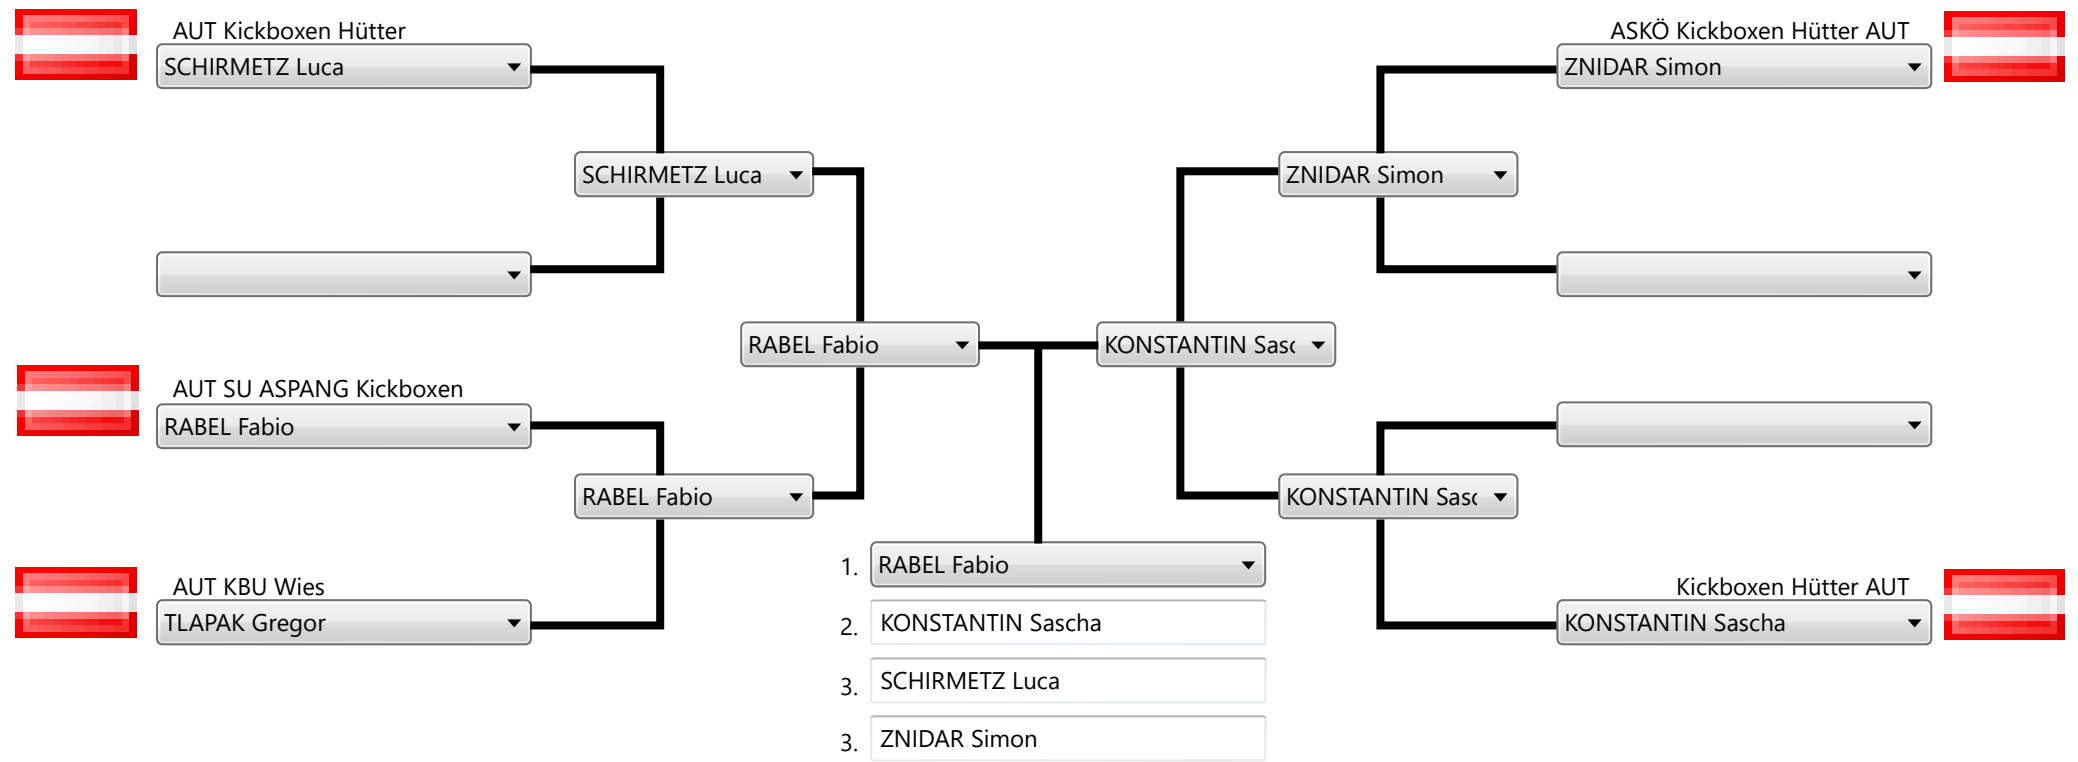 AUT Kickboxen Hütter
SCHIRMETZ Luca
ASKÖ Kickboxen Hütter AUT
ZNIDAR Simon
SCHIRMETZ Luca
ZNIDAR Simon
RABEL Fabio
KONSTANTIN Sasc
AUT SU ASPANG Kickboxen
RABEL Fabio
RABEL Fabio
KONSTANTIN Sasc
AUT KBU Wies
TLAPAK Gregor
Kickboxen Hütter AUT
KONSTANTIN Sascha
1. RABEL Fabio
2. KONSTANTIN Sascha
3. SCHIRMETZ Luca
3. ZNIDAR Simon